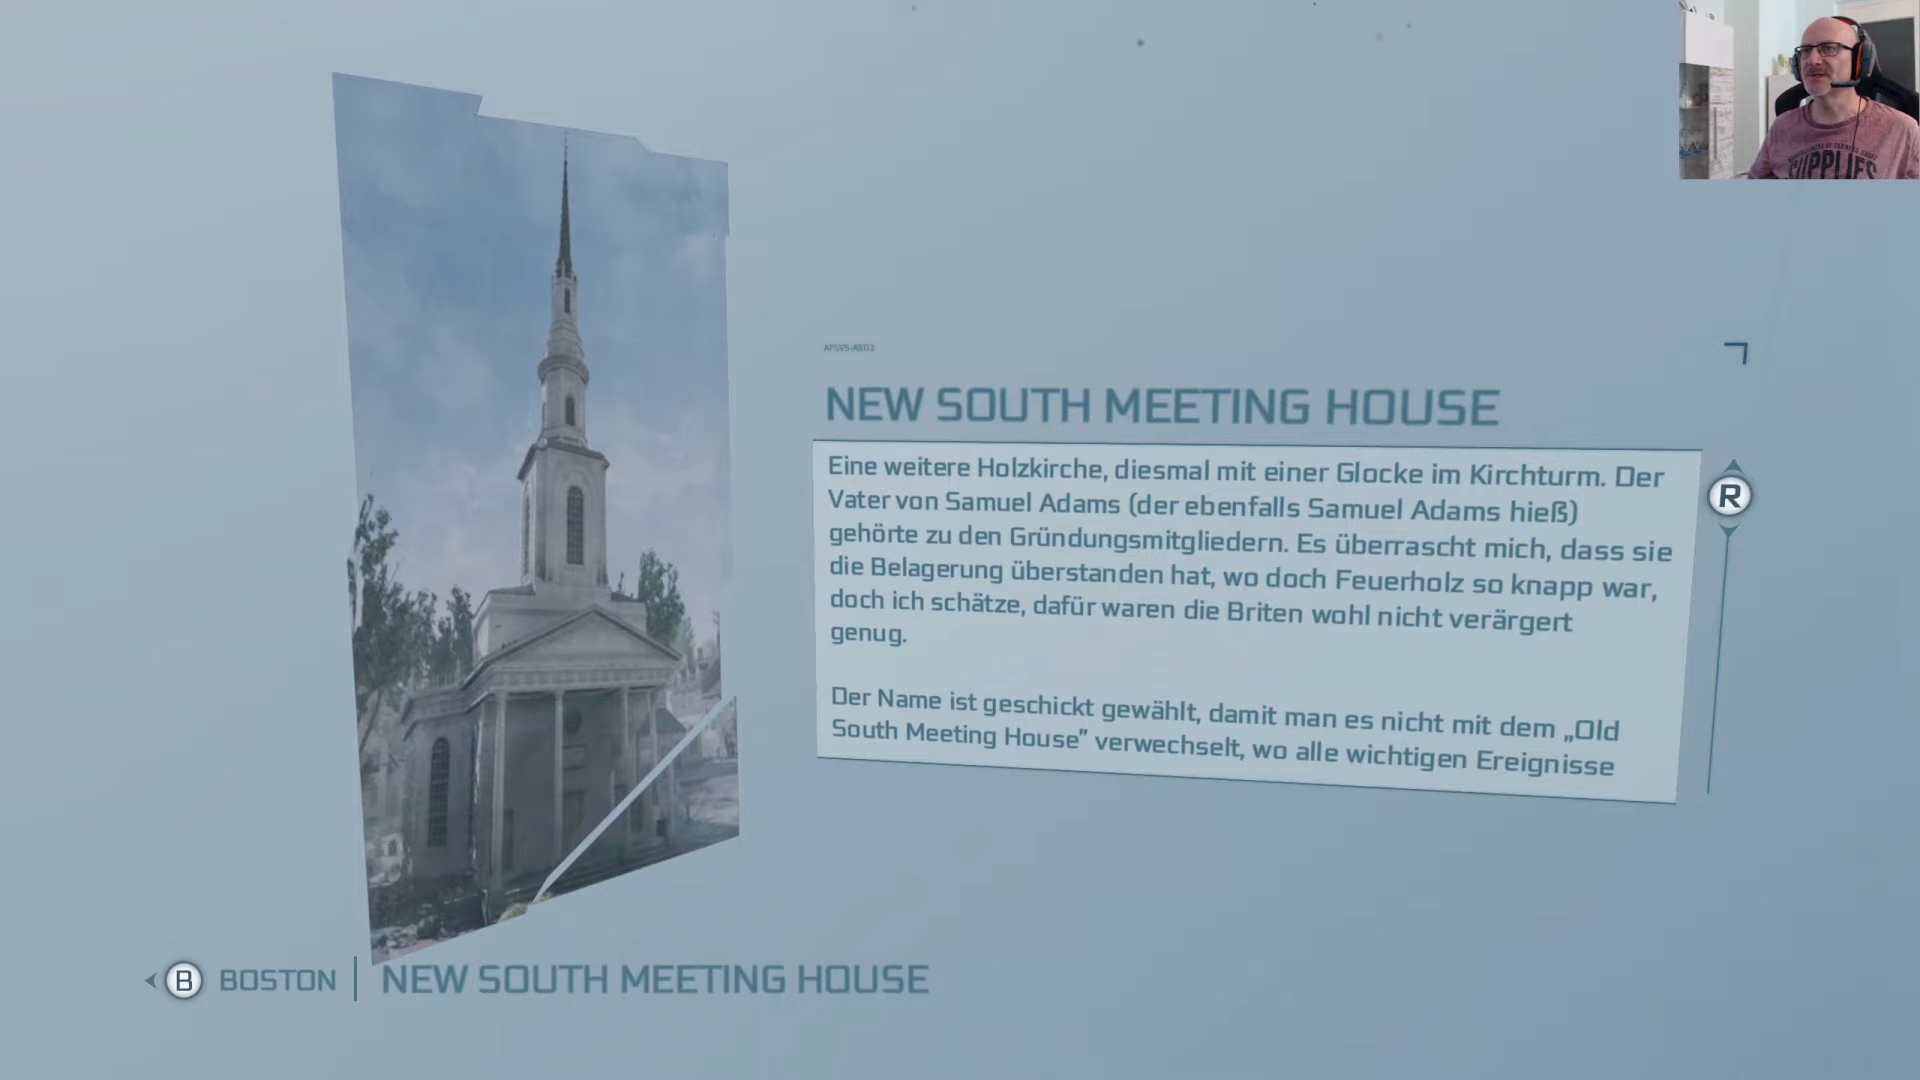 AFSVS-AS03
NEW SOUTH MEETING HOUSE
Eine weitere Holzkirche, diesmal mit einer Glocke im Kirchturm. Der
Vater von Samuel Adams (der ebenfalls Samuel Adams hieß)
gehörte zu den Gründungsmitgliedern. Es überrascht mich, dass sie
die Belagerung überstanden hat, wo doch Feuerholz so knapp war,
doch ich schätze, dafür waren die Briten wohl nicht verärgert
genug.
Der Name ist geschickt gewählt, damit man es nicht mit dem „Old
South Meeting House” verwechselt, wo alle wichtigen Ereignisse
R
B BOSTON
NEW SOUTH MEETING HOUSE
SUPPLIES